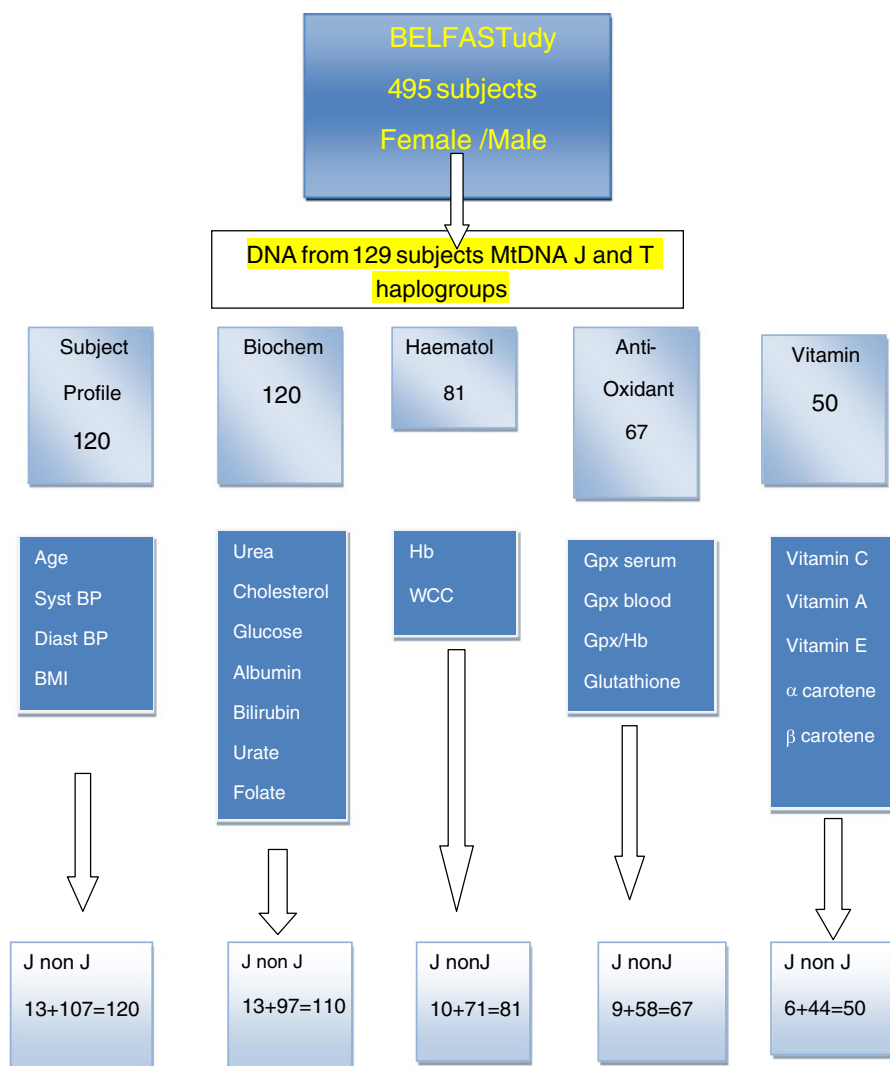 BELFASTudy
495 subjects
Female /Male
DNA from 129 subjects MtDNA J and T
haplogroups
Subject
Profile
120
Biochem
120
Haematol
81
Anti-
Oxidant
67
Vitamin
50
Age
Syst BP
Diast BP
BMI
Urea
Cholesterol
Glucose
Albumin
Bilirubin
Urate
Folate
Hb
WCC
Gpx serum
Gpx blood
Gpx/Hb
Glutathione
Vitamin C
Vitamin A
Vitamin E
α carotene
β carotene
J non J
13+107=120
J non J
13+97=110
J nonJ
10+71=81
J nonJ
9+58=67
J non J
6+44=50